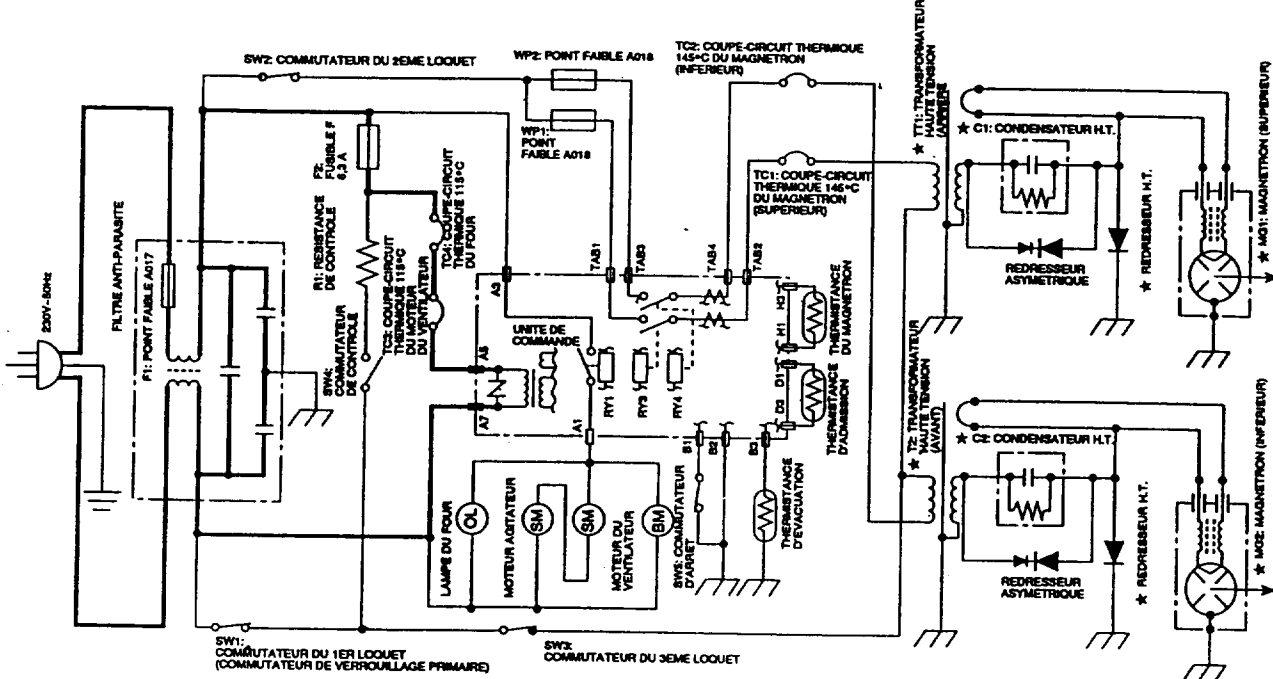 230V~50Hz
FILTRE ANTI-PARASITE
F1: POINT FAIBLE A017
SW2: COMMUTATEUR DU 2EME LOQUET
F2:
FUSIBLE F
6,3 A
R1: RESISTANCE
DE CONTROLE
SW4:
COMMUTATEUR
DE CONTROLE
TC3: COUPE-CIRCUIT
THERMIQUE 115°C
DU MOTEUR
DU VENTILATEUR
TC4: COUPE-CIRCUIT
THERMIQUE 115°C
DU FOUR
WP2: POINT FAIBLE A018
WP1:
POINT
FAIBLE A018
TC2: COUPE-CIRCUIT THERMIQUE
145°C DU MAGNETRON
(INFERIEUR)
TC1: COUPE-CIRCUIT
THERMIQUE 145°C
DU MAGNETRON
(SUPERIEUR)
A3
TAB1
TAB3
TAB4
TAB2
A5
A7
A1
UNITE DE
COMMANDE
RY1
RY3
RY4
H3
H1
THERMISTANCE
DU MAGNETRON
D1
D3
THERMISTANCE
D'ADMISSION
B1
B2
B3
LAMPE DU FOUR
OL
MOTEUR AGITATEUR
SM
SM
MOTEUR DU
VENTILATEUR
BM
SW5: COMMUTATEUR
D'ARRET
THERMISTANCE
D'EVACUATION
SW1:
COMMUTATEUR DU 1ER LOQUET
(COMMUTATEUR DE VERROUILLAGE PRIMAIRE)
SW3:
COMMUTATEUR DU 3EME LOQUET
★ TT1: TRANSFORMATEUR
HAUTE TENSION
(ARRIERE
★ C1: CONDENSATEUR H.T.
REDRESSEUR
ASYMETRIQUE
★ REDRESSEUR H.T.
★ MG1: MAGNETRON (SUPERIEUR)
★ T2: TRANSFORMATEUR
HAUTE TENSION
(AVANT)
★ C2: CONDENSATEUR H.T.
REDRESSEUR
ASYMETRIQUE
★ REDRESSEUR H.T.
★ MG2: MAGNETRON (INFERIEUR)